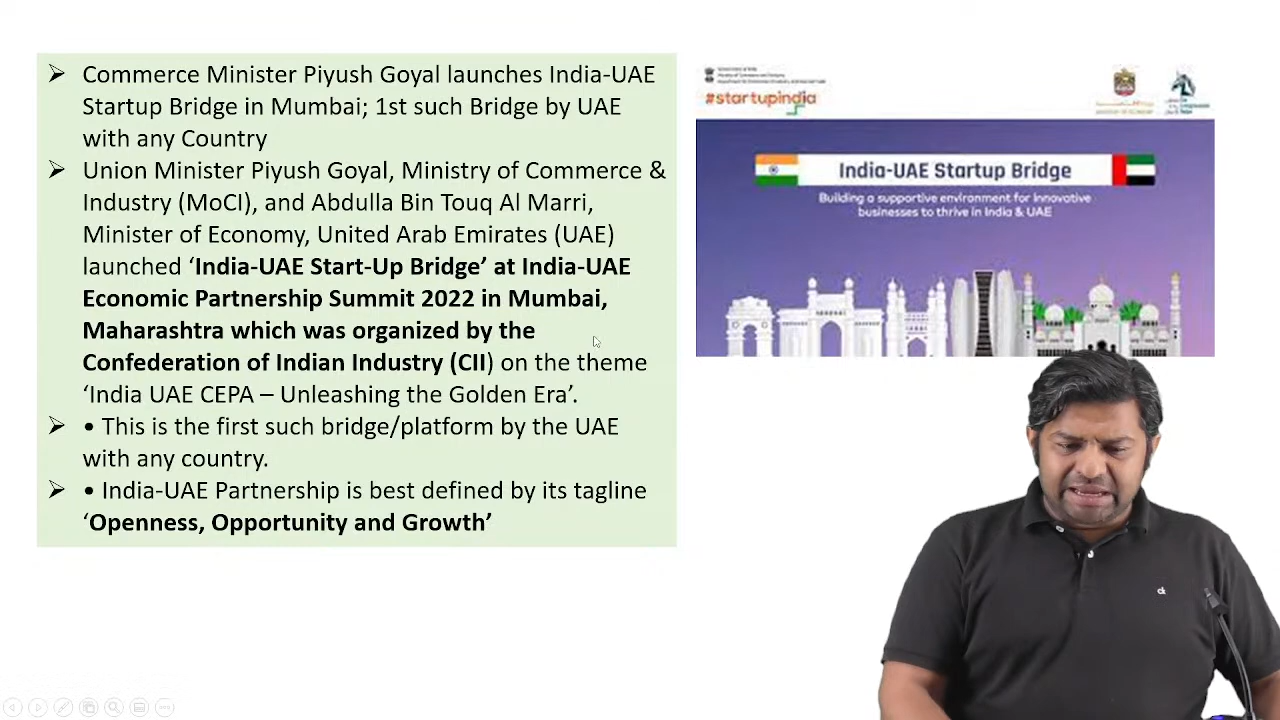 Commerce Minister Piyush Goyal launches India-UAE
Startup Bridge in Mumbai; 1st such Bridge by UAE
with any Country
Union Minister Piyush Goyal, Ministry of Commerce &
Industry (MoCI), and Abdulla Bin Touq Al Marri,
Minister of Economy, United Arab Emirates (UAE)
launched ‘India-UAE Start-Up Bridge’ at India-UAE
Economic Partnership Summit 2022 in Mumbai,
Maharashtra which was organized by the
Confederation of Indian Industry (CII) on the theme
‘India UAE CEPA – Unleashing the Golden Era’.
• This is the first such bridge/platform by the UAE
with any country.
• India-UAE Partnership is best defined by its tagline
‘Openness, Opportunity and Growth’
#startupindia
India-UAE Startup Bridge
Building a supportive environment for innovative
businesses to thrive in India & UAE